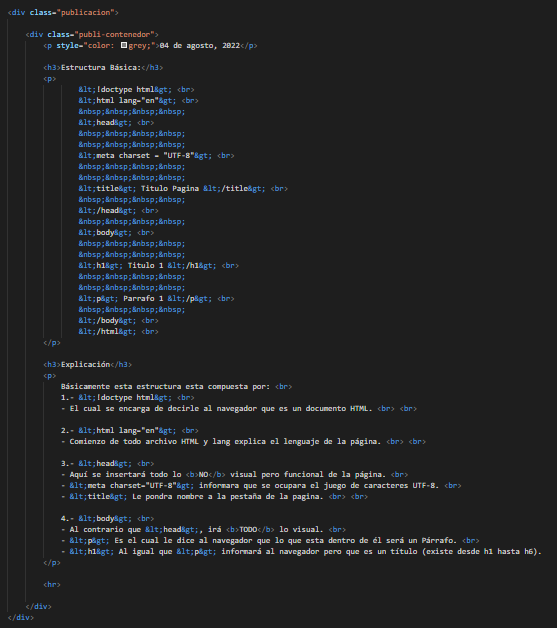 <div class="publicacion">
<div class="publi-contenedor">
<p style="color: grey;">04 de agosto, 2022</p>
<h3>Estructura Básica:</h3>
<p>
&lt;!doctype html&gt; <br>
&lt;html lang="en"&gt; <br>
&nbsp;&nbsp;&nbsp;&nbsp;
&lt;head&gt; <br>
&nbsp;&nbsp;&nbsp;&nbsp;
&nbsp;&nbsp;&nbsp;&nbsp;
&lt;meta charset = "UTF-8"&gt; <br>
&nbsp;&nbsp;&nbsp;&nbsp;
&nbsp;&nbsp;&nbsp;&nbsp;
&lt;title&gt; Titulo Pagina &lt;/title&gt; <br>
&nbsp;&nbsp;&nbsp;&nbsp;
&lt;/head&gt; <br>
&nbsp;&nbsp;&nbsp;&nbsp;
&lt;body&gt; <br>
&nbsp;&nbsp;&nbsp;&nbsp;
&nbsp;&nbsp;&nbsp;&nbsp;
&lt;h1&gt; Titulo 1 &lt;/h1&gt; <br>
&nbsp;&nbsp;&nbsp;&nbsp;
&nbsp;&nbsp;&nbsp;&nbsp;
&lt;p&gt; Parrafo 1 &lt;/p&gt; <br>
&nbsp;&nbsp;&nbsp;&nbsp;
&lt;/body&gt; <br>
&lt;/html&gt; <br>
</p>
<h3>Explicación</h3>
<p>
Básicamente esta estructura esta compuesta por: <br>
1.- &lt;!doctype html&gt; <br>
- El cual se encarga de decirle al navegador que es un documento HTML. <br> <br>
2.- &lt;html lang="en"&gt; <br>
- Comienzo de todo archivo HTML y lang explica el lenguaje de la página. <br> <br>
3.- &lt;head&gt; <br>
- Aquí se insertará todo lo <b>NO</b> visual pero funcional de la página. <br>
- &lt;meta charset="UTF-8"&gt; informara que se ocupara el juego de caracteres UTF-8. <br>
- &lt;title&gt; Le pondra nombre a la pestaña de la pagina. <br> <br>
4.- &lt;body&gt; <br>
- Al contrario que &lt;head&gt;, irá <b>TODO</b> lo visual. <br>
- &lt;p&gt; Es el cual le dice al navegador que lo que esta dentro de él será un Párrafo. <br>
- &lt;h1&gt; Al igual que &lt;p&gt; informará al navegador pero que es un título (existe desde h1 hasta h6).
</p>
<hr>
</div>
</div>